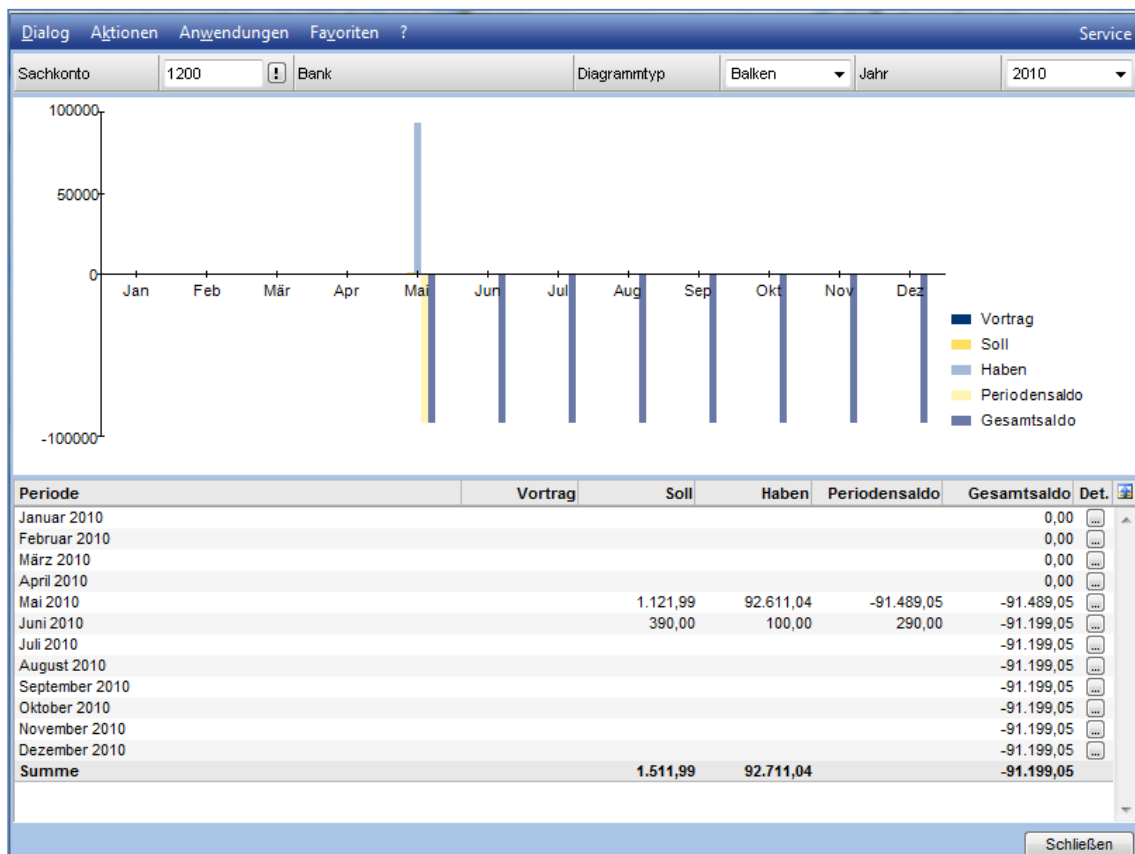 Dialog Aktionen Anwendungen Favoriten ? Service
Sachkonto 1200 ! Bank Diagrammtyp Balken Jahr 2010
100000
50000
0
Jan Feb Mär Apr Mai Jun Jul Aug Sep Okt Nov Dez
Vortrag
Soll
Haben
Periodensaldo
Gesamtsaldo
-100000
Periode Vortrag Soll Haben Periodensaldo Gesamtsaldo Det.
Januar 2010 0,00 ...
Februar 2010 0,00 ...
März 2010 0,00 ...
April 2010 0,00 ...
Mai 2010 1.121,99 92.611,04 -91.489,05 -91.489,05 ...
Juni 2010 390,00 100,00 290,00 -91.199,05 ...
Juli 2010 -91.199,05 ...
August 2010 -91.199,05 ...
September 2010 -91.199,05 ...
Oktober 2010 -91.199,05 ...
November 2010 -91.199,05 ...
Dezember 2010 -91.199,05 ...
Summe 1.511,99 92.711,04 -91.199,05
Schließen